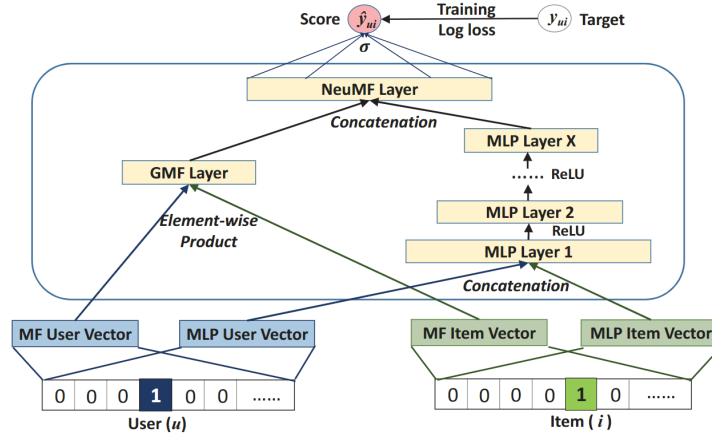 Training
Score ŷui yui Target
Log loss
σ
NeuMF Layer
Concatenation
MLP Layer X
GMF Layer
...... ReLU
Element-wise
Product
MLP Layer 2
ReLU
MLP Layer 1
Concatenation
MF User Vector MLP User Vector MF Item Vector MLP Item Vector
0 0 0 1 0 0 ...... 0 0 0 0 1 0 ......
User (u) Item ( i )